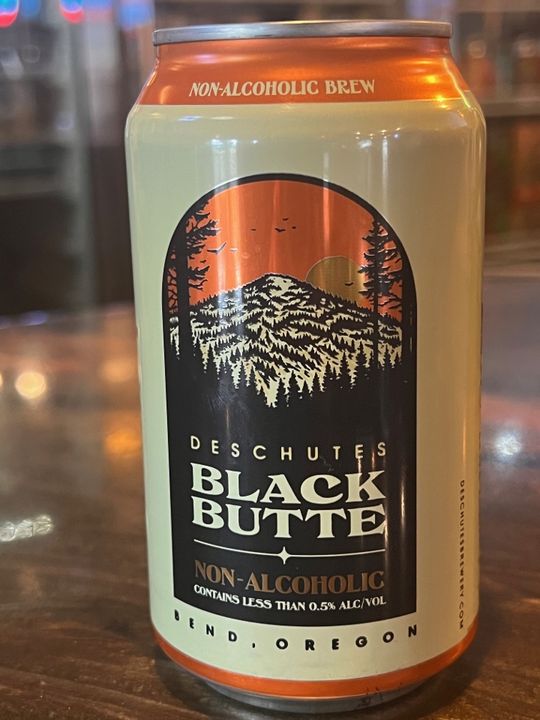 NON-ALCOHOLIC BREW
DESCHUTES
BLACK
BUTTE
NON-ALCOHOLIC
CONTAINS LESS THAN 0.5% ALC/VOL
BEND, OREGON
DESCHUTESBREWERY.COM